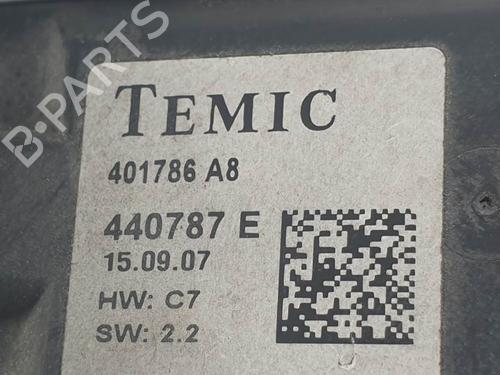 B-PARTS
TEMIC
401786 A8
440787 E
15.09.07
HW: C7
SW: 2.2